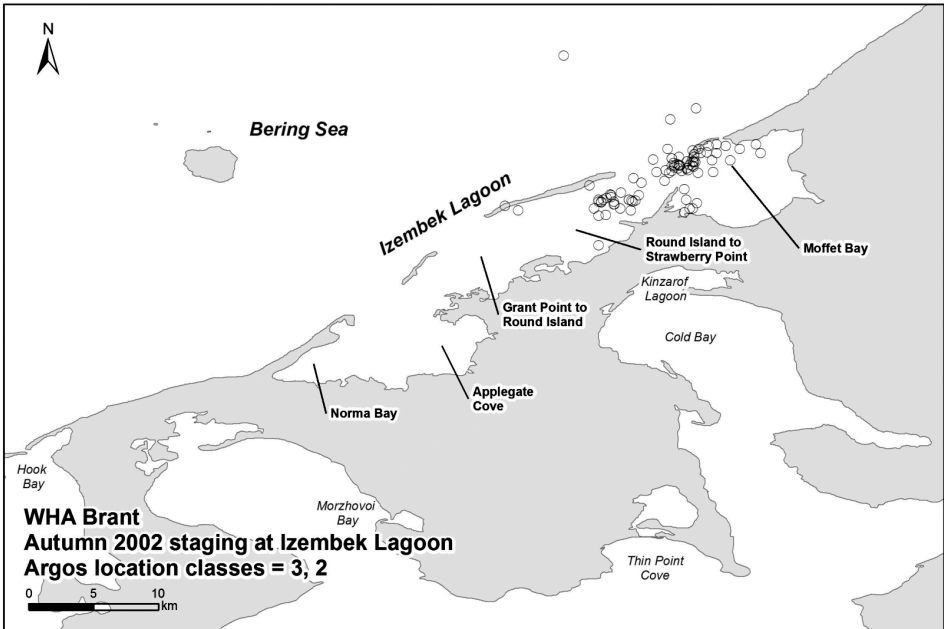 N
Bering Sea
Izembek Lagoon
Round Island to
Strawberry Point
Moffet Bay
Kinzarof
Lagoon
Grant Point to
Round Island
Cold Bay
Applegate
Cove
Norma Bay
Hook
Bay
Morzhovoi
Bay
WHA Brant
Autumn 2002 staging at Izembek Lagoon
Argos location classes = 3, 2
Thin Point
Cove
0 5 10
km